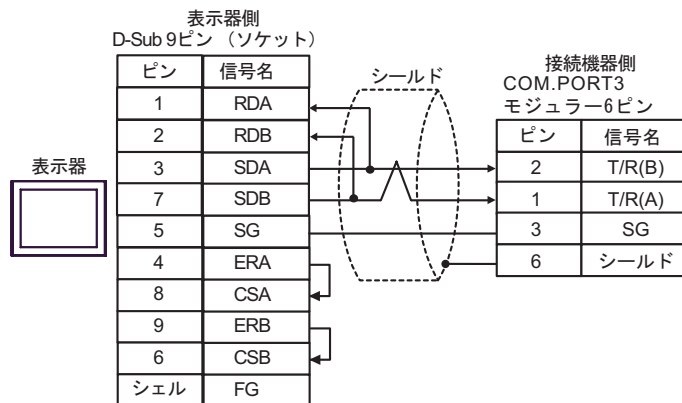 表示器側
D-Sub 9ピン （ソケット）
ピン 信号名
1 RDA
2 RDB
3 SDA
7 SDB
5 SG
4 ERA
8 CSA
9 ERB
6 CSB
シェル FG
表示器
シールド
接続機器側
COM.PORT3
モジュラー6ピン
ピン 信号名
2 T/R(B)
1 T/R(A)
3 SG
6 シールド